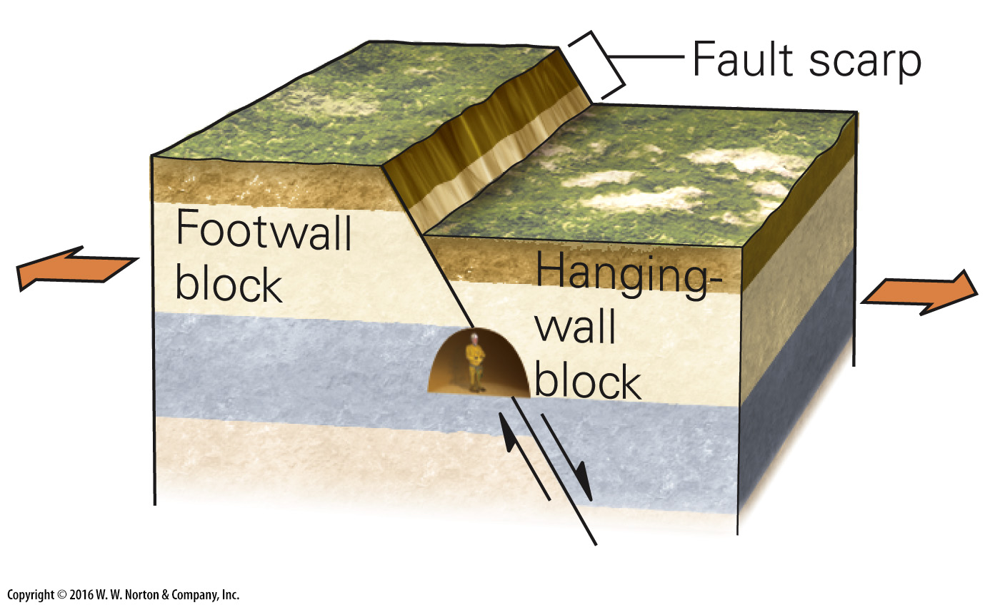 Fault scarp
Footwall
block
Hanging-
wall
block
Copyright © 2016 W. W. Norton & Company, Inc.